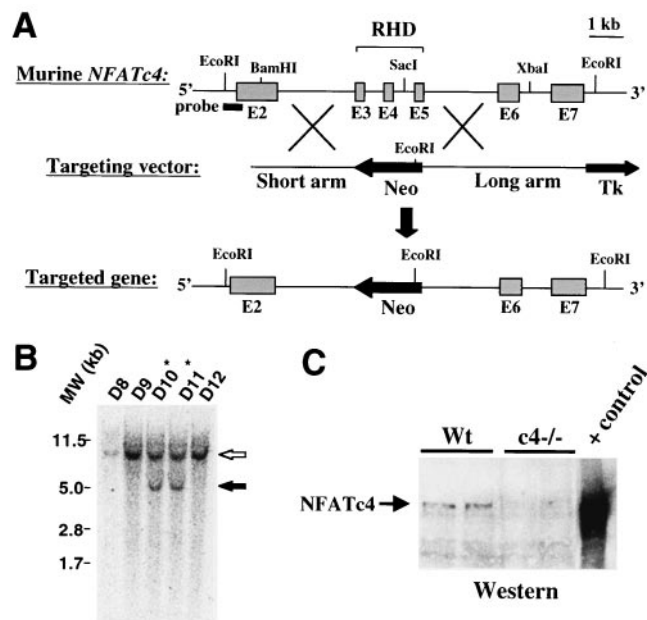 A
RHD
1 kb
Murine NFATc4:
5'
EcoRI
BamHI
SacI
XbaI
EcoRI
3'
probe
E2
E3
E4
E5
E6
E7
EcoRI
Targeting vector:
Short arm
Neo
Long arm
Tk
Targeted gene:
5'
EcoRI
EcoRI
EcoRI
3'
E2
Neo
E6
E7
B
MW (kb)
D8
D9
D10*
D11*
D12
11.5-
5.0-
2.8-
1.7-
C
Wt
c4-/-
+ control
NFATc4
Western